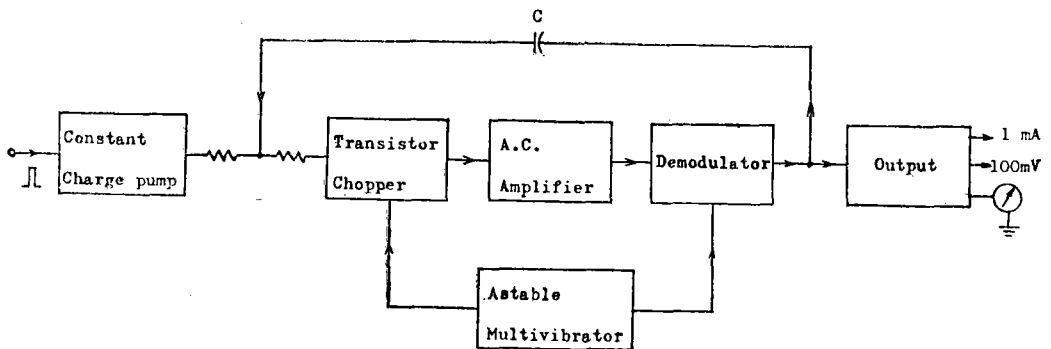 C
Constant
Charge pump
Transistor
Chopper
A.C.
Amplifier
Demodulator
Output
1 mA
100mV
Astable
Multivibrator